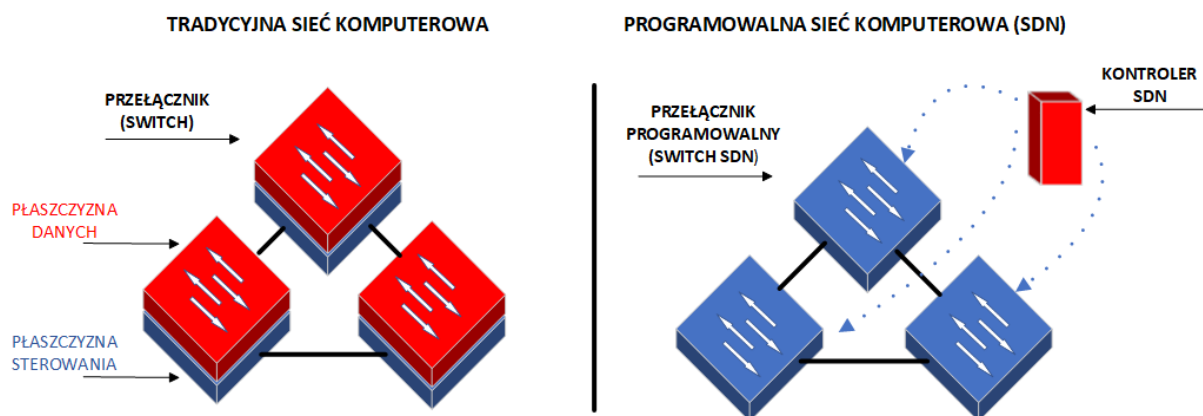 TRADYCYJNA SIEĆ KOMPUTEROWA
PRZEŁĄCZNIK
(SWITCH)
PŁASZCZYZNA
DANYCH
PŁASZCZYZNA
STEROWANIA
PROGRAMOWALNA SIEĆ KOMPUTEROWA (SDN)
KONTROLER
SDN
PRZEŁĄCZNIK
PROGRAMOWALNY
(SWITCH SDN)